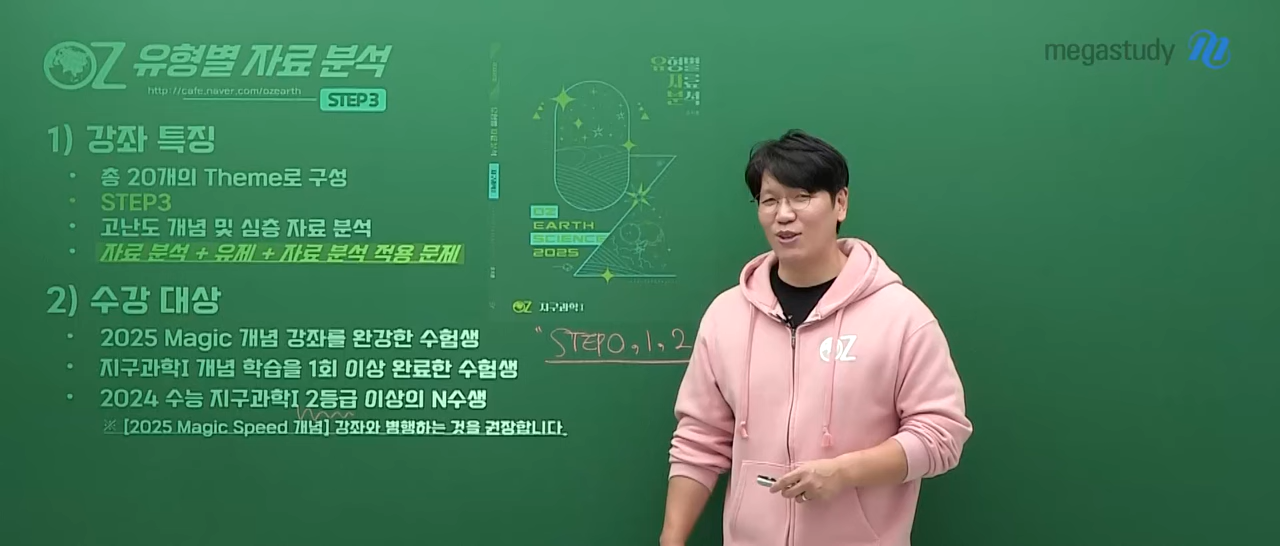 OZ 유형별 자료 분석
http://cafe.naver.com/ozearth
STEP3
1) 강좌 특징
• 총 20개의 Theme로 구성
• STEP3
• 고난도 개념 및 심층 자료 분석
• 자료 분석 + 유제 + 자료 분석 적용 문제
2) 수강 대상
• 2025 Magic 개념 강좌를 완강한 수험생
• 지구과학I 개념 학습을 1회 이상 완료한 수험생
• 2024 수능 지구과학I 2등급 이상의 N수생
※ [2025 Magic Speed 개념] 강좌와 병행하는 것을 권장합니다.
유형별
자료
분석
OZ
EARTH
SCIENCE
2025
OZ 지구과학I
"STEP0, 1, 2
megastudy
OZ